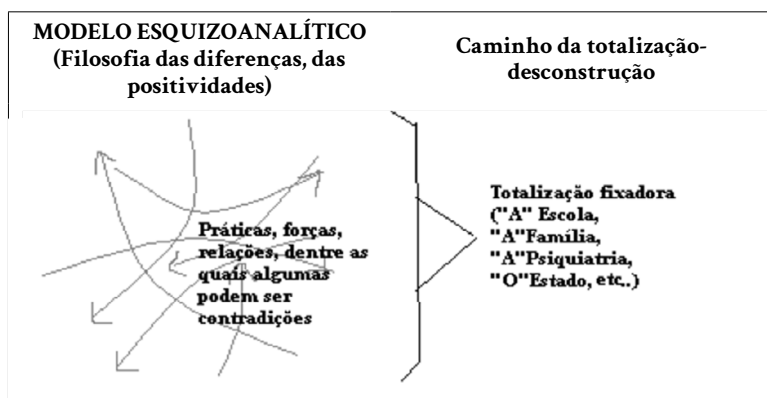 MODELO ESQUIZOANALÍTICO
(Filosofia das diferenças, das
positividades)
Caminho da totalização-
desconstrução
Práticas, forças,
relações, dentre as
quais algumas
podem ser
contradições
Totalização fixadora
("A" Escola,
"A"Família,
"A"Psiquiatria,
"O"Estado, etc..)